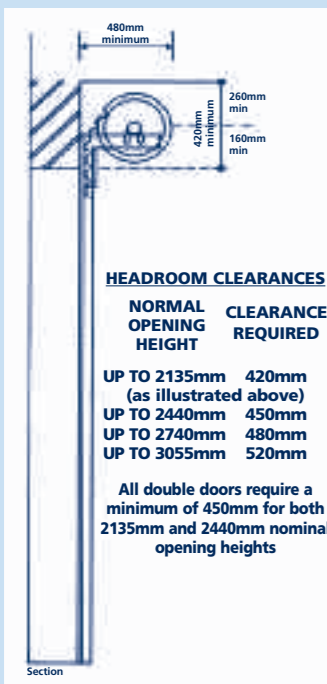 480mm
minimum
260mm
min
420mm
minimum
160mm
min
HEADROOM CLEARANCES
NORMAL
OPENING
HEIGHT
CLEARANCE
REQUIRED
UP TO 2135mm 420mm
(as illustrated above)
UP TO 2440mm 450mm
UP TO 2740mm 480mm
UP TO 3055mm 520mm
All double doors require a
minimum of 450mm for both
2135mm and 2440mm nominal
opening heights
Section